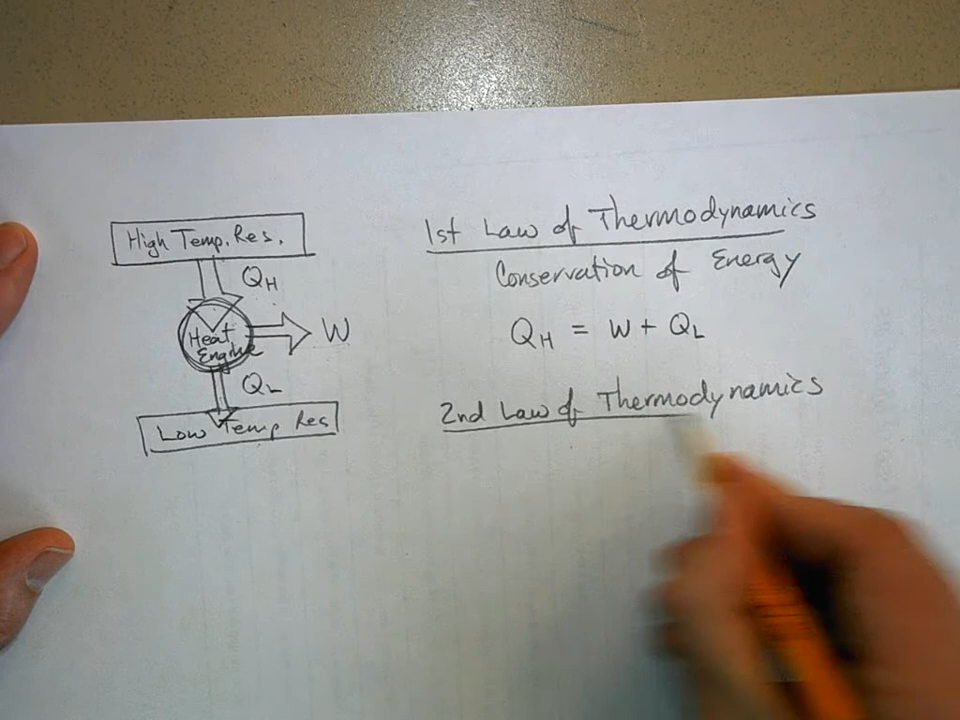 High Temp. Res.
QH
Heat
Engine
W
QL
Low Temp Res
1st Law of Thermodynamics
Conservation of Energy
QH = W + QL
2nd Law of Thermodynamics